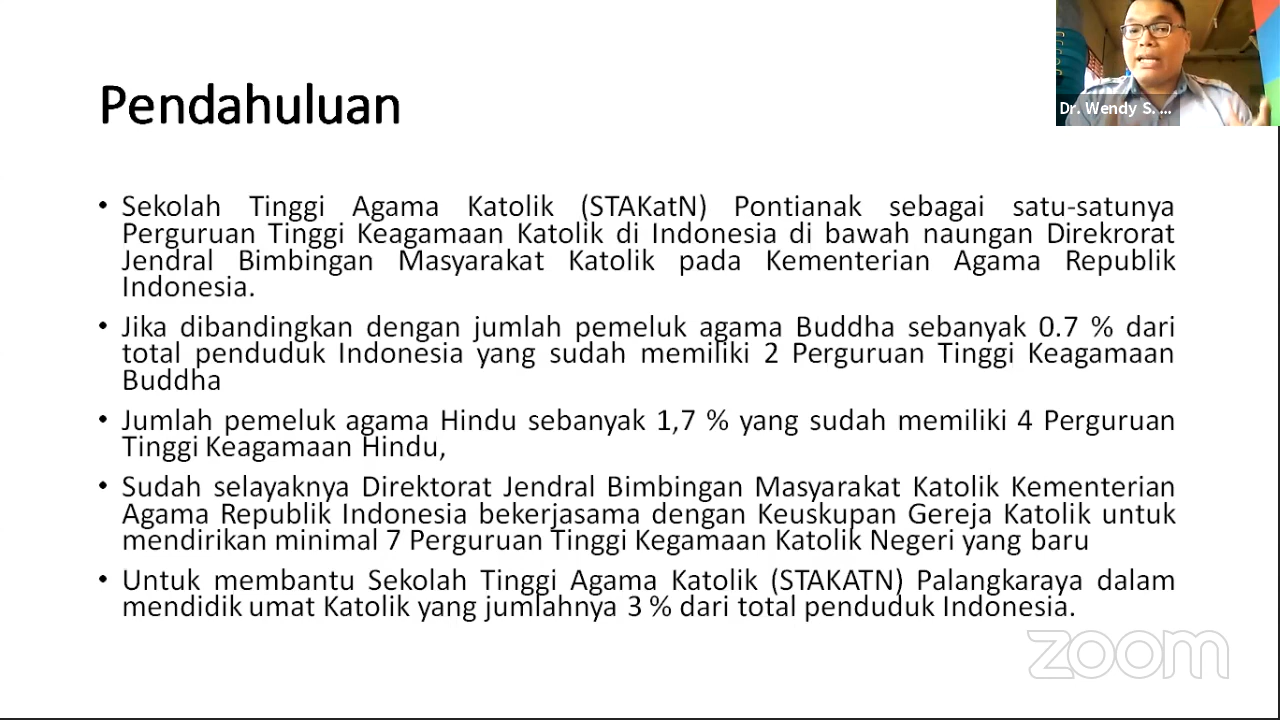 Pendahuluan
Dr. Wendy S. ...
• Sekolah Tinggi Agama Katolik (STAKatN) Pontianak sebagai satu-satunya
Perguruan Tinggi Keagamaan Katolik di Indonesia di bawah naungan Direkrorat
Jendral Bimbingan Masyarakat Katolik pada Kementerian Agama Republik
Indonesia.
• Jika dibandingkan dengan jumlah pemeluk agama Buddha sebanyak 0.7 % dari
total penduduk Indonesia yang sudah memiliki 2 Perguruan Tinggi Keagamaan
Buddha
• Jumlah pemeluk agama Hindu sebanyak 1,7 % yang sudah memiliki 4 Perguruan
Tinggi Keagamaan Hindu,
• Sudah selayaknya Direktorat Jendral Bimbingan Masyarakat Katolik Kementerian
Agama Republik Indonesia bekerjasama dengan Keuskupan Gereja Katolik untuk
mendirikan minimal 7 Perguruan Tinggi Kegamaan Katolik Negeri yang baru
• Untuk membantu Sekolah Tinggi Agama Katolik (STAKATN) Palangkaraya dalam
mendidik umat Katolik yang jumlahnya 3 % dari total penduduk Indonesia.
zoom